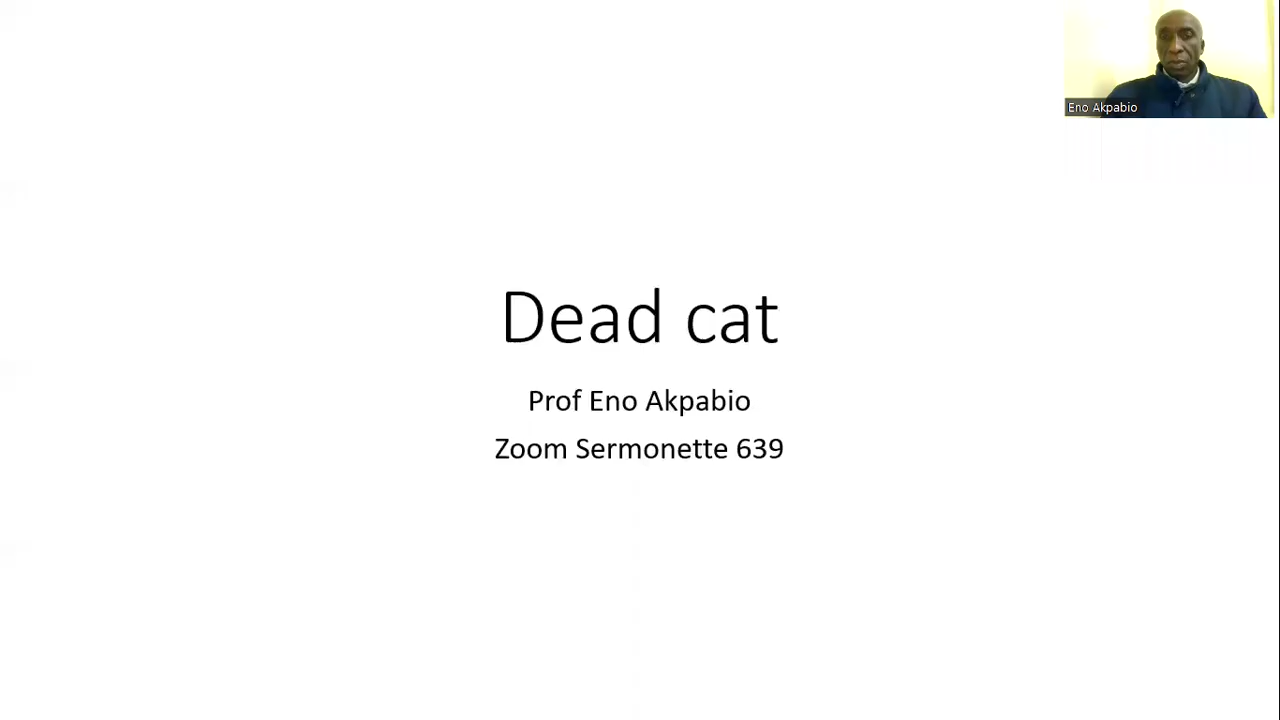 Eno Akpabio
Dead cat
Prof Eno Akpabio
Zoom Sermonette 639